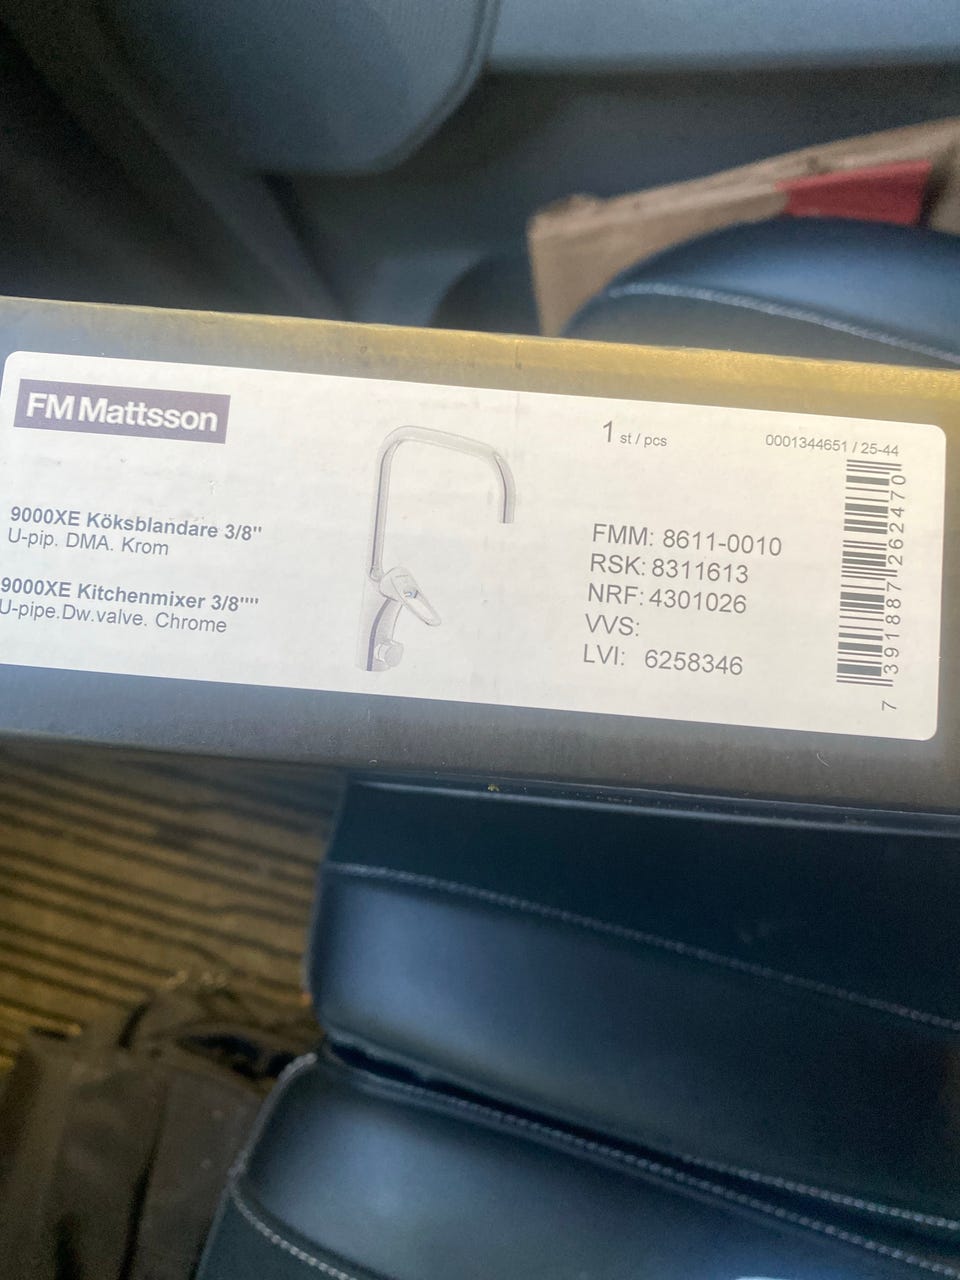 FM Mattsson
9000XE Köksblandare 3/8"
U-pip. DMA. Krom
9000XE Kitchenmixer 3/8""
U-pipe.Dw.valve. Chrome
1 st / pcs
FMM: 8611-0010
RSK: 8311613
NRF: 4301026
VVS:
LVI: 6258346
0001344651 / 25-44
7 391887 262470